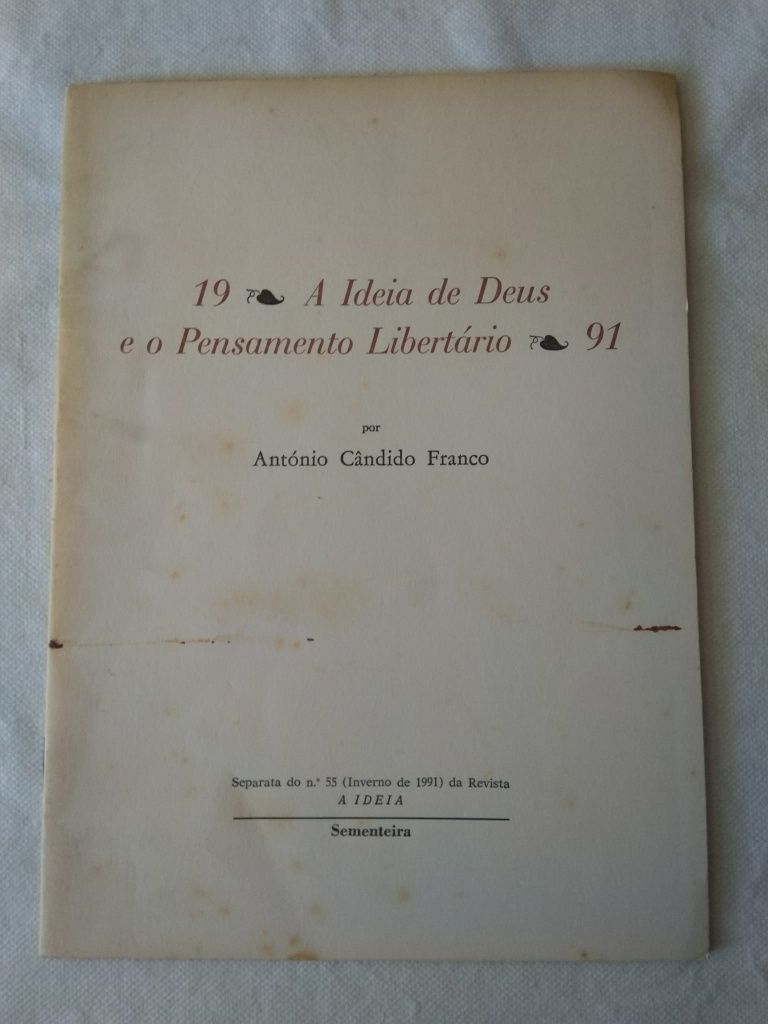 19 ❧ A Ideia de Deus
e o Pensamento Libertário ❧ 91
por
António Cândido Franco
Separata do n.º 55 (Inverno de 1991) da Revista
A IDEIA
Sementeira